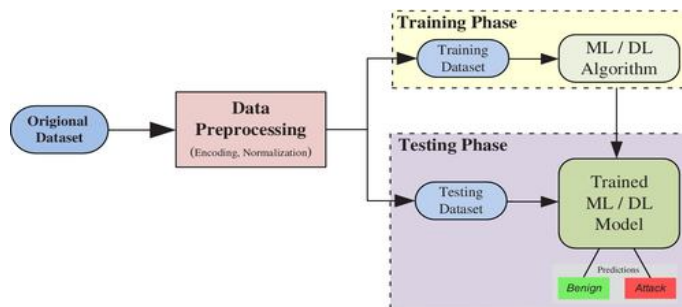 Training Phase
Training
Dataset
ML / DL
Algorithm
Origional
Dataset
Data
Preprocessing
(Encoding, Normalization)
Testing Phase
Testing
Dataset
Trained
ML / DL
Model
Predictions
Benign
Attack